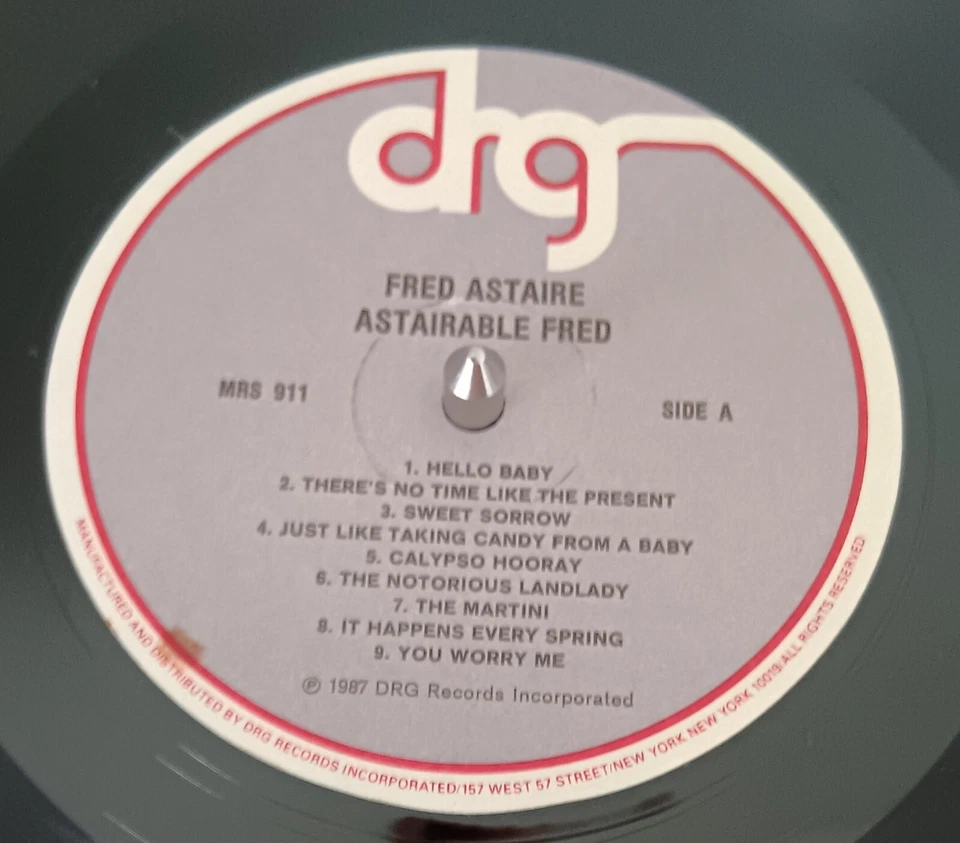 drg
FRED ASTAIRE
ASTAIRABLE FRED
MRS 911
SIDE A
1. HELLO BABY
2. THERE'S NO TIME LIKE THE PRESENT
3. SWEET SORROW
4. JUST LIKE TAKING CANDY FROM A BABY
5. CALYPSO HOORAY
6. THE NOTORIOUS LANDLADY
7. THE MARTINI
8. IT HAPPENS EVERY SPRING
9. YOU WORRY ME
℗ 1987 DRG Records Incorporated
MANUFACTURED AND DISTRIBUTED BY DRG RECORDS INCORPORATED/157 WEST 57 STREET/NEW YORK NEW YORK 10019/ALL RIGHTS RESERVED